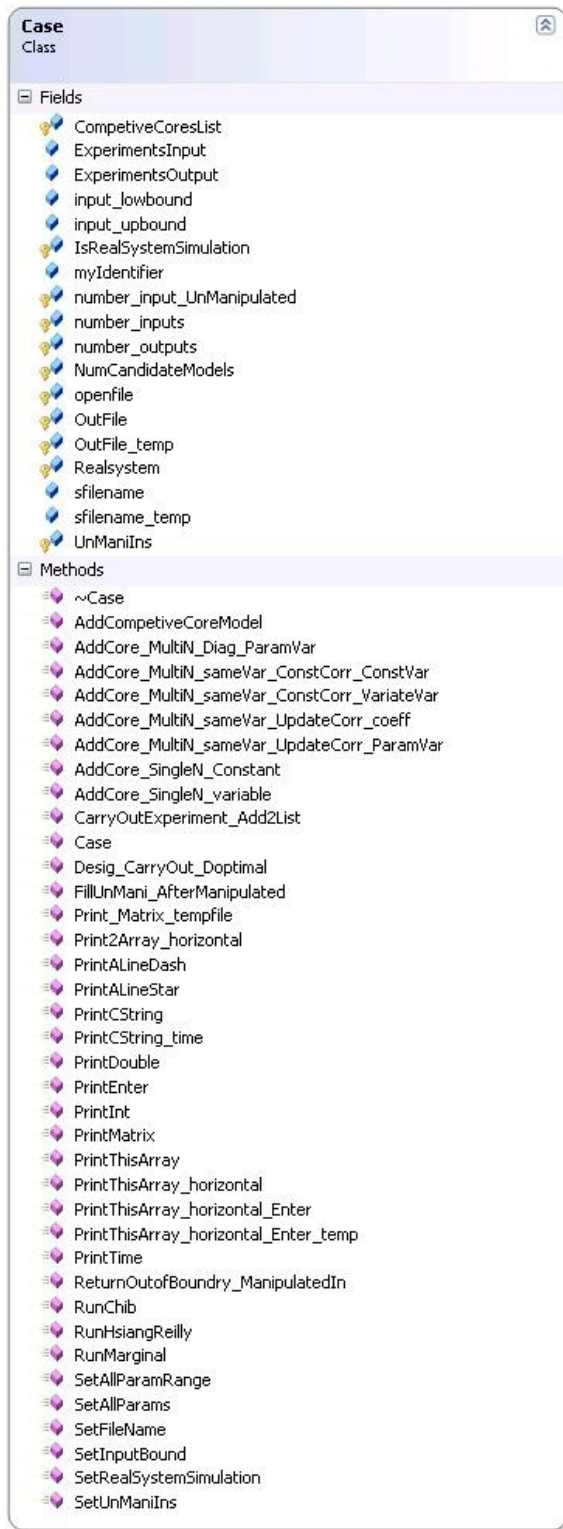 Case
Class
Fields
CompetiveCoresList
ExperimentsInput
ExperimentsOutput
input_lowbound
input_upbound
IsRealSystemSimulation
myIdentifier
number_input_UnManipulated
number_inputs
number_outputs
NumCandidateModels
openfile
OutFile
OutFile_temp
Realsystem
sfilename
sfilename_temp
UnManiIns
Methods
~Case
AddCompetiveCoreModel
AddCore_MultiN_Diag_ParamVar
AddCore_MultiN_sameVar_ConstCorr_ConstVar
AddCore_MultiN_sameVar_ConstCorr_VariateVar
AddCore_MultiN_sameVar_UpdateCorr_coeff
AddCore_MultiN_sameVar_UpdateCorr_ParamVar
AddCore_SingleN_Constant
AddCore_SingleN_variable
CarryOutExperiment_Add2List
Case
Desig_CarryOut_Doptimal
FillUnMani_AfterManipulated
Print_Matrix_tempfile
Print2Array_horizontal
PrintALineDash
PrintALineStar
PrintCString
PrintCString_time
PrintDouble
PrintEnter
PrintInt
PrintMatrix
PrintThisArray
PrintThisArray_horizontal
PrintThisArray_horizontal_Enter
PrintThisArray_horizontal_Enter_temp
PrintTime
ReturnOutofBoundry_ManipulatedIn
RunChib
RunHsiangReilly
RunMarginal
SetAllParamRange
SetAllParams
SetFileName
SetInputBound
SetRealSystemSimulation
SetUnManiIns